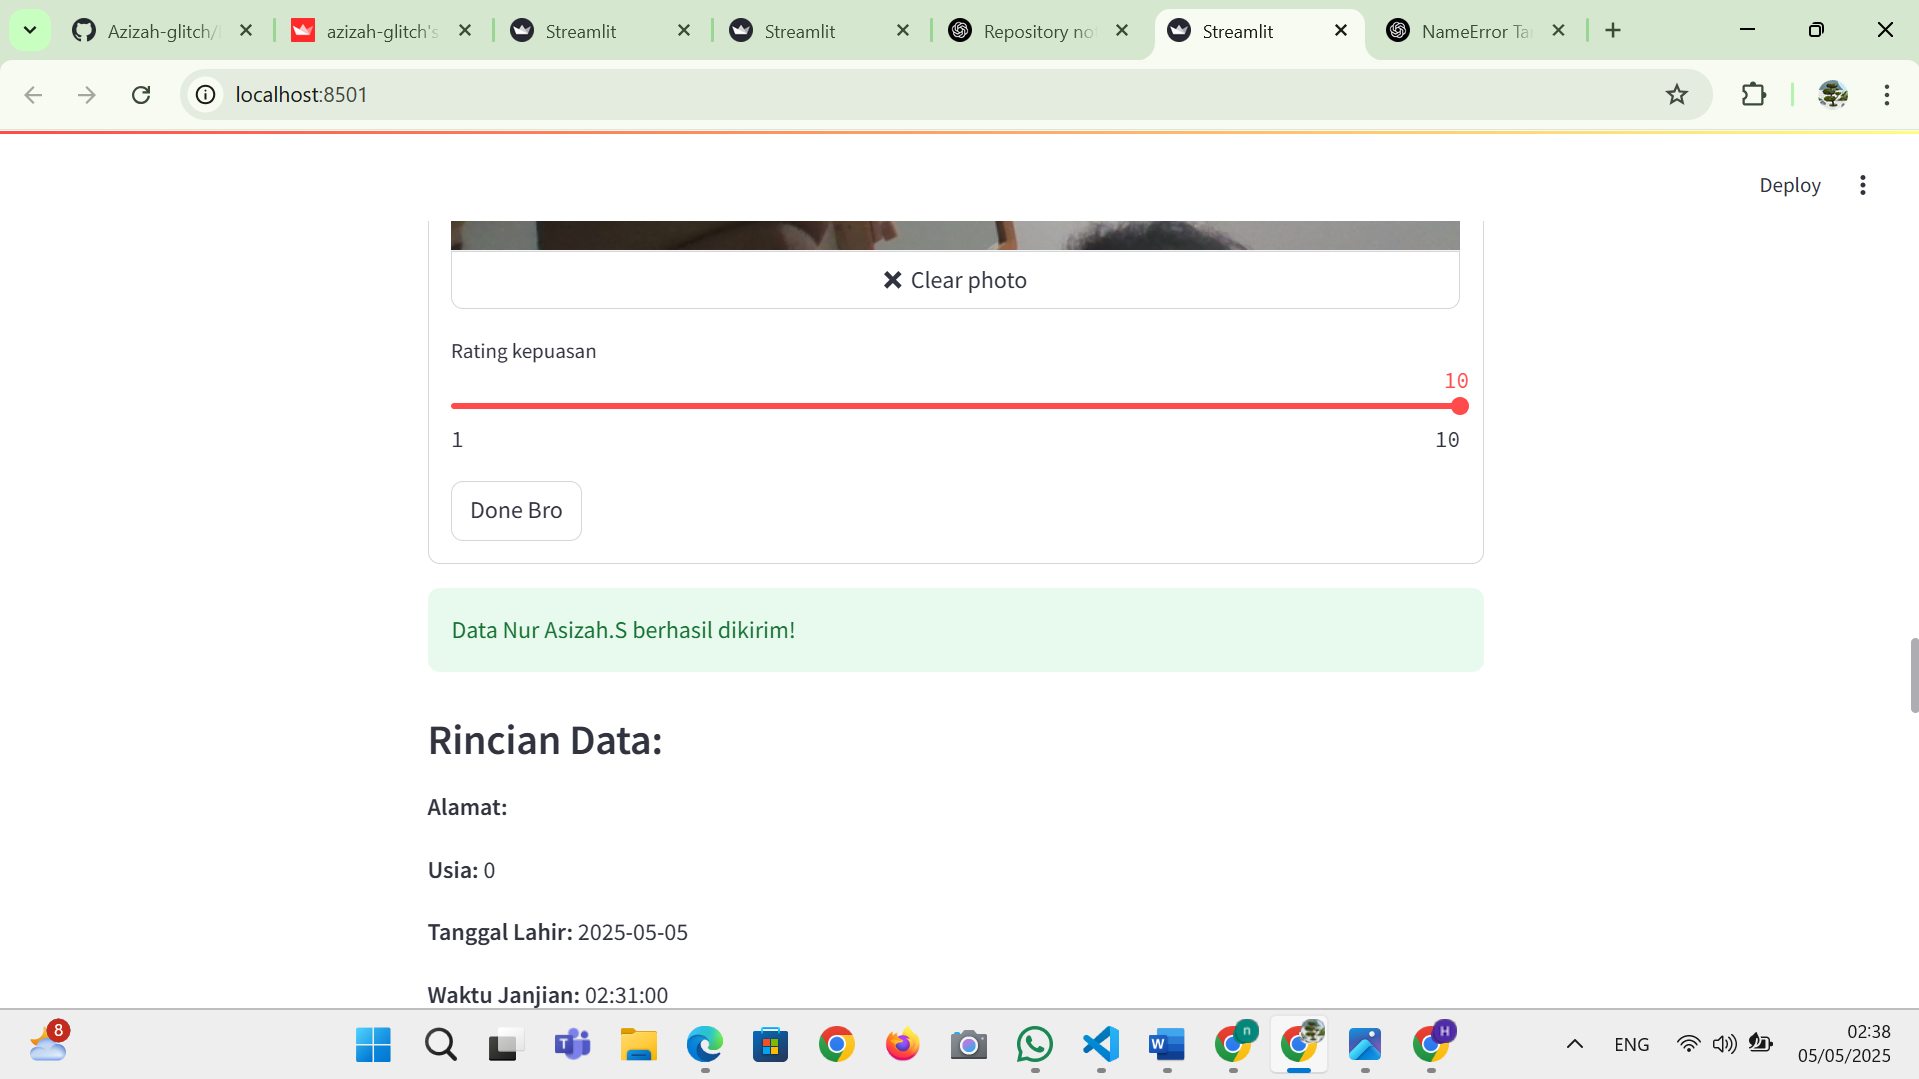 Azizah-glitch/
azizah-glitch's
Streamlit
Streamlit
Repository not
Streamlit
NameError Ta
localhost:8501
Deploy
Clear photo
Rating kepuasan
10
1 10
Done Bro
Data Nur Asizah.S berhasil dikirim!
Rincian Data:
Alamat:
Usia: 0
Tanggal Lahir: 2025-05-05
Waktu Janjian: 02:31:00
8
n
H
ENG
02:38
05/05/2025